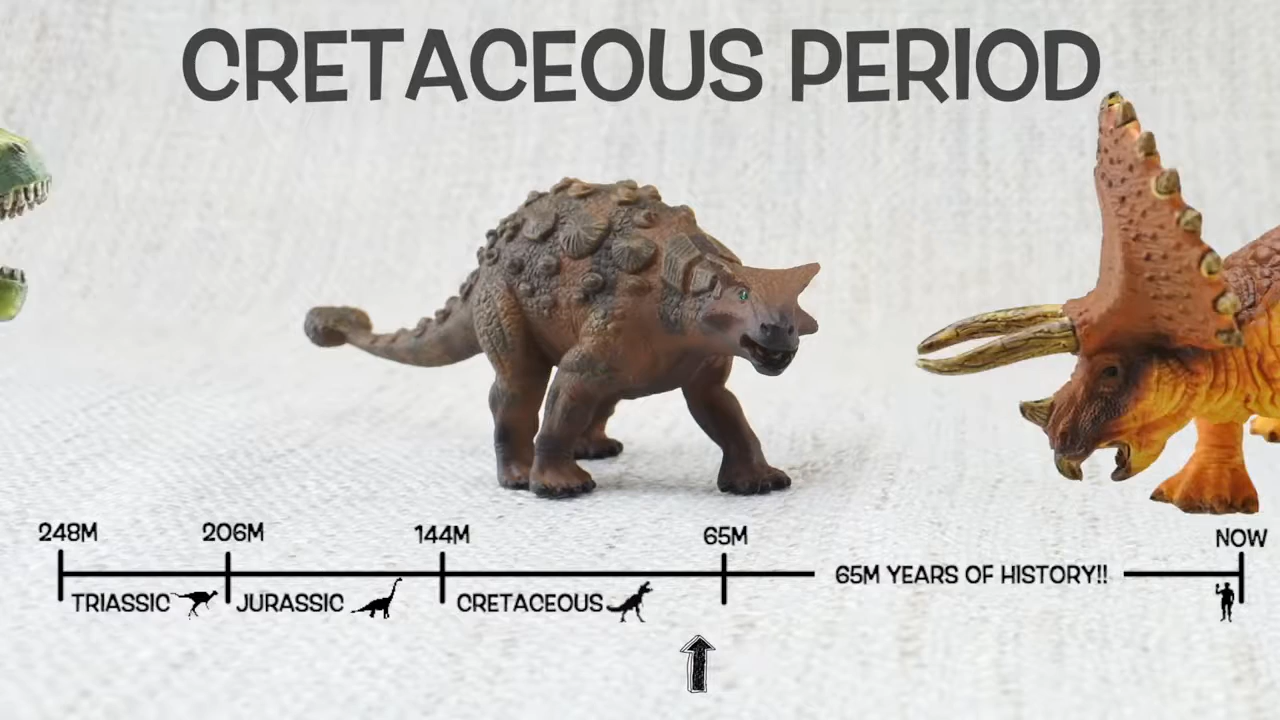 CRETACEOUS PERIOD
248M 206M 144M 65M NOW
65M YEARS OF HISTORY!!
TRIASSIC JURASSIC CRETACEOUS